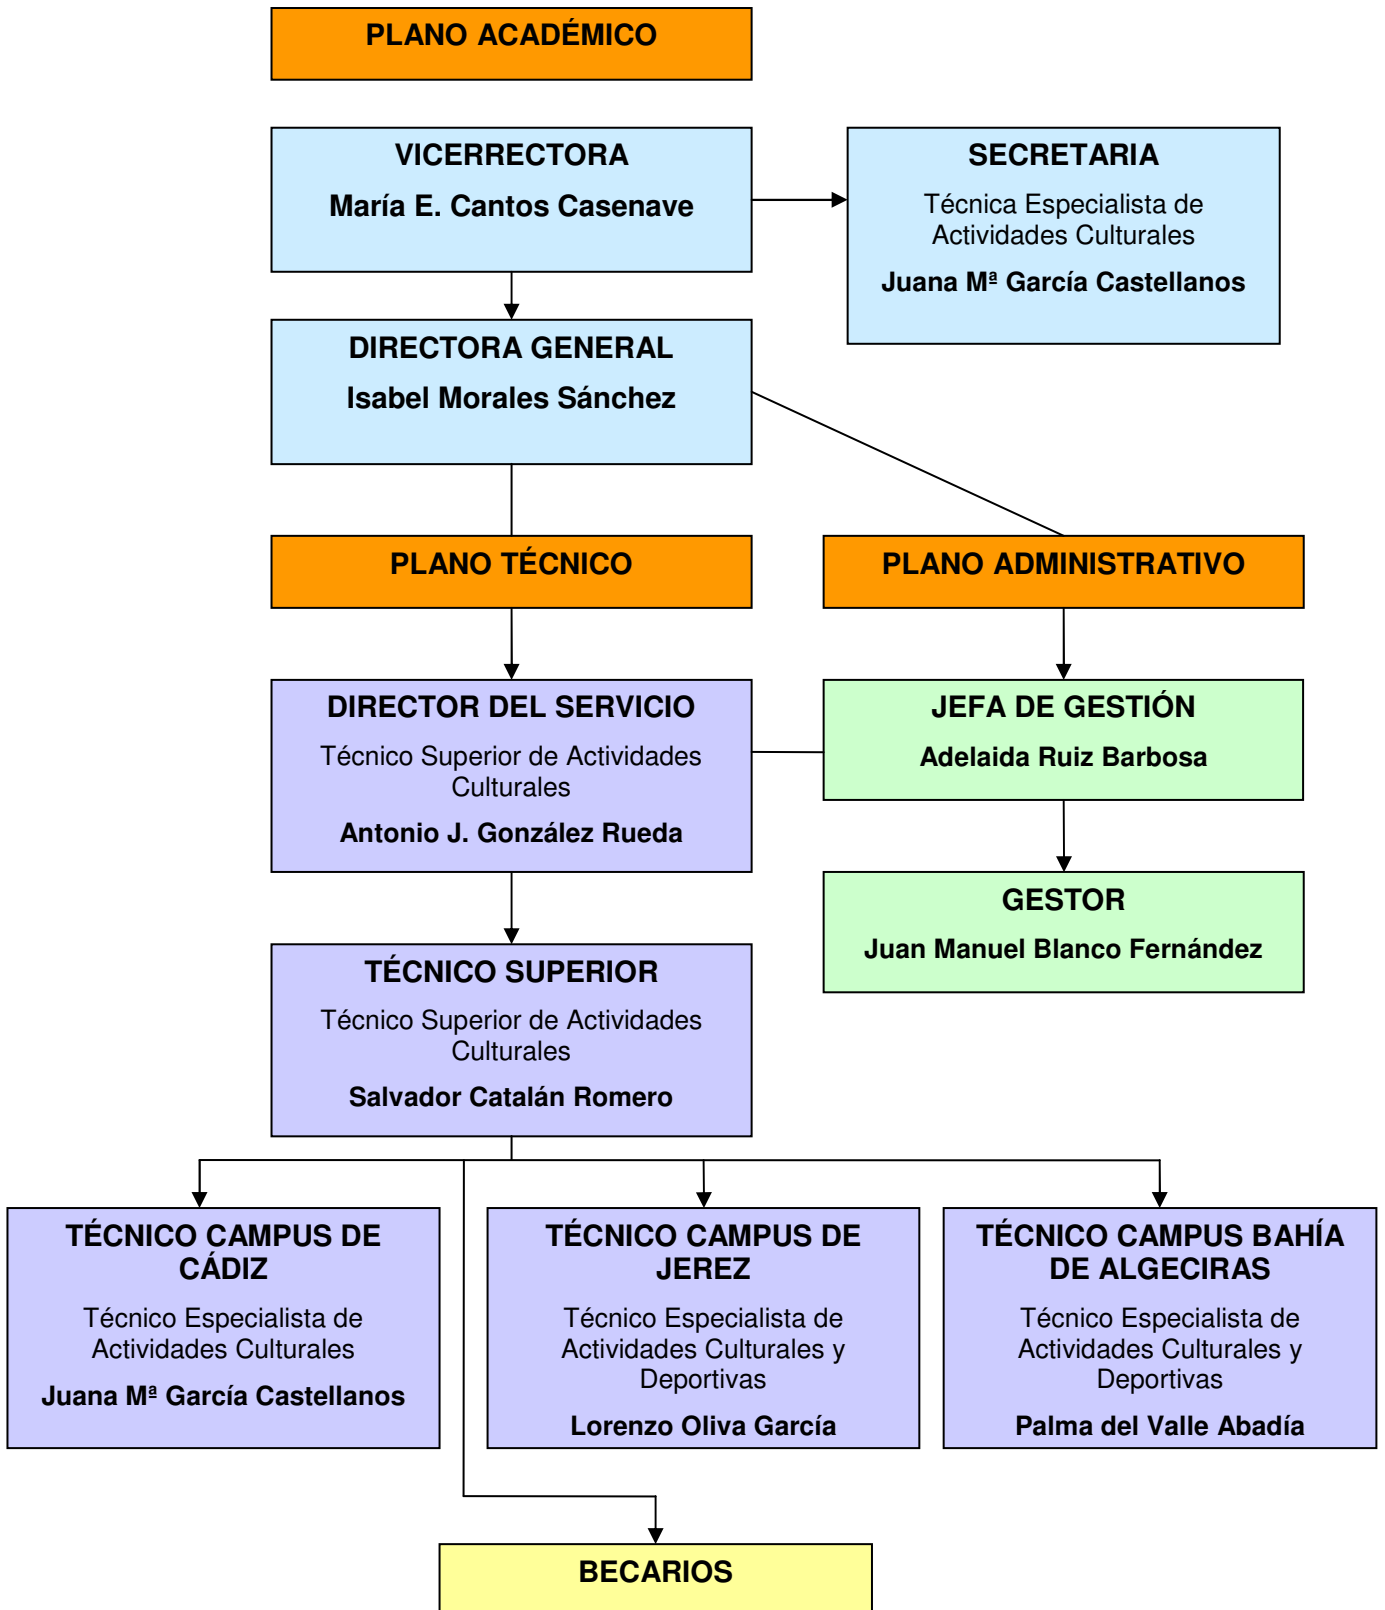 PLANO ACADÉMICO
VICERRECTORA
María E. Cantos Casenave
SECRETARIA
Técnica Especialista de
Actividades Culturales
Juana Mª García Castellanos
DIRECTORA GENERAL
Isabel Morales Sánchez
PLANO TÉCNICO
PLANO ADMINISTRATIVO
DIRECTOR DEL SERVICIO
Técnico Superior de Actividades
Culturales
Antonio J. González Rueda
JEFA DE GESTIÓN
Adelaida Ruiz Barbosa
GESTOR
Juan Manuel Blanco Fernández
TÉCNICO SUPERIOR
Técnico Superior de Actividades
Culturales
Salvador Catalán Romero
TÉCNICO CAMPUS DE
CÁDIZ
Técnico Especialista de
Actividades Culturales
Juana Mª García Castellanos
TÉCNICO CAMPUS DE
JEREZ
Técnico Especialista de
Actividades Culturales y
Deportivas
Lorenzo Oliva García
TÉCNICO CAMPUS BAHÍA
DE ALGECIRAS
Técnico Especialista de
Actividades Culturales y
Deportivas
Palma del Valle Abadía
BECARIOS